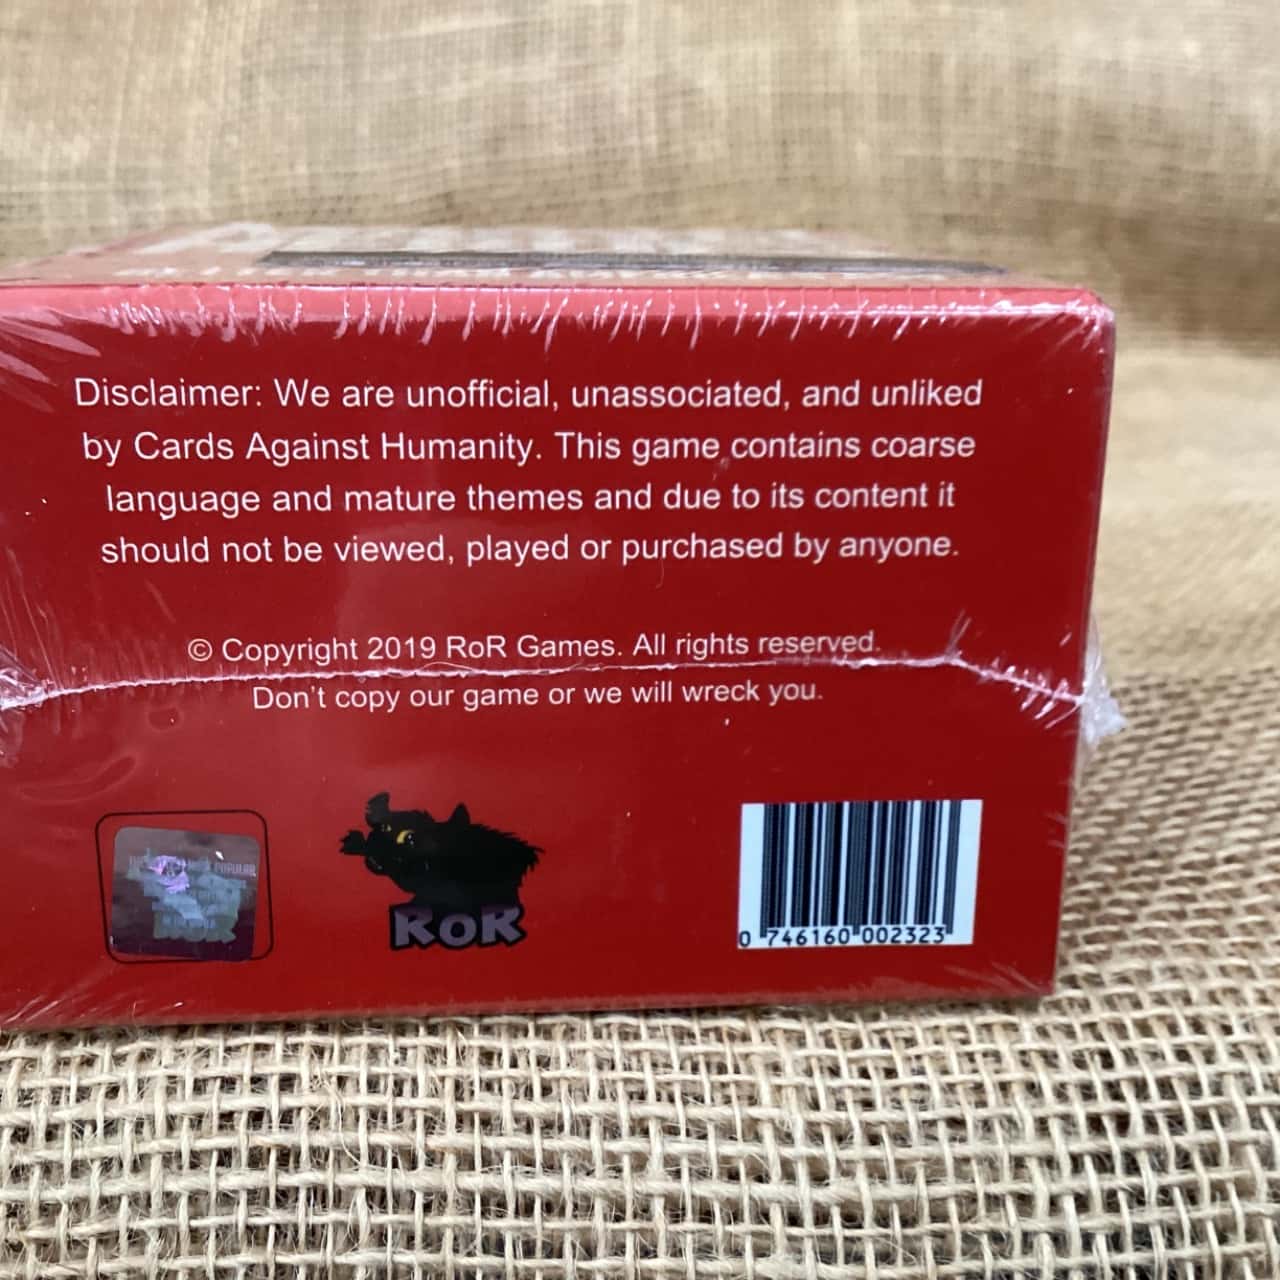 Disclaimer: We are unofficial, unassociated, and unliked
by Cards Against Humanity. This game contains coarse
language and mature themes and due to its content it
should not be viewed, played or purchased by anyone.
© Copyright 2019 RoR Games. All rights reserved.
Don't copy our game or we will wreck you.
POPULAR
RoR
RoR
0 746160 002323